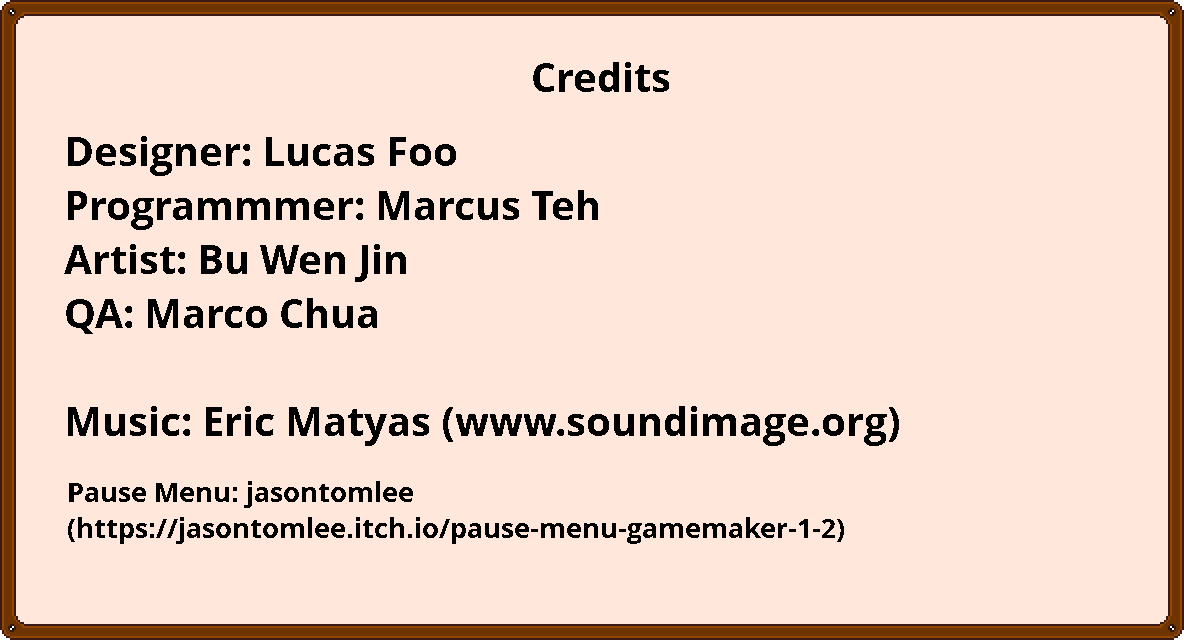 Credits
Designer: Lucas Foo
Programmmer: Marcus Teh
Artist: Bu Wen Jin
QA: Marco Chua
Music: Eric Matyas (www.soundimage.org)
Pause Menu: jasontomlee
(https://jasontomlee.itch.io/pause-menu-gamemaker-1-2)